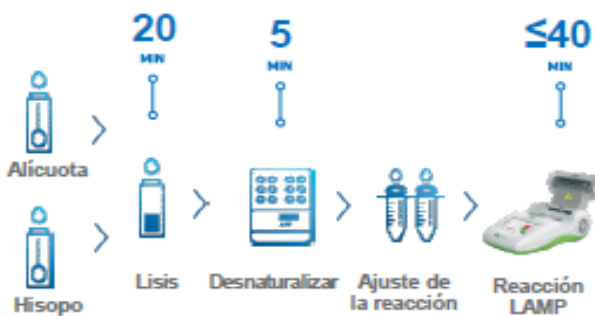 20
MIN
5
MIN
≤40
MIN
Alícuota
Hisopo
Lisis
Desnaturalizar
Ajuste de
la reacción
Reacción
LAMP